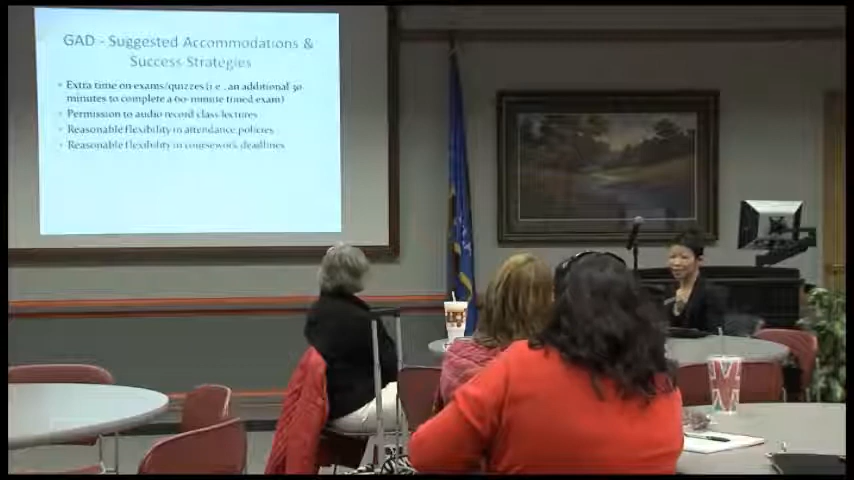 GAD - Suggested Accommodations &
Success Strategies
Extra time on exams/quizzes (i.e., an additional 30
minutes to complete a 60-minute timed exam)
Permission to audio record class lectures
Reasonable flexibility in attendance policies
Reasonable flexibility in coursework deadlines